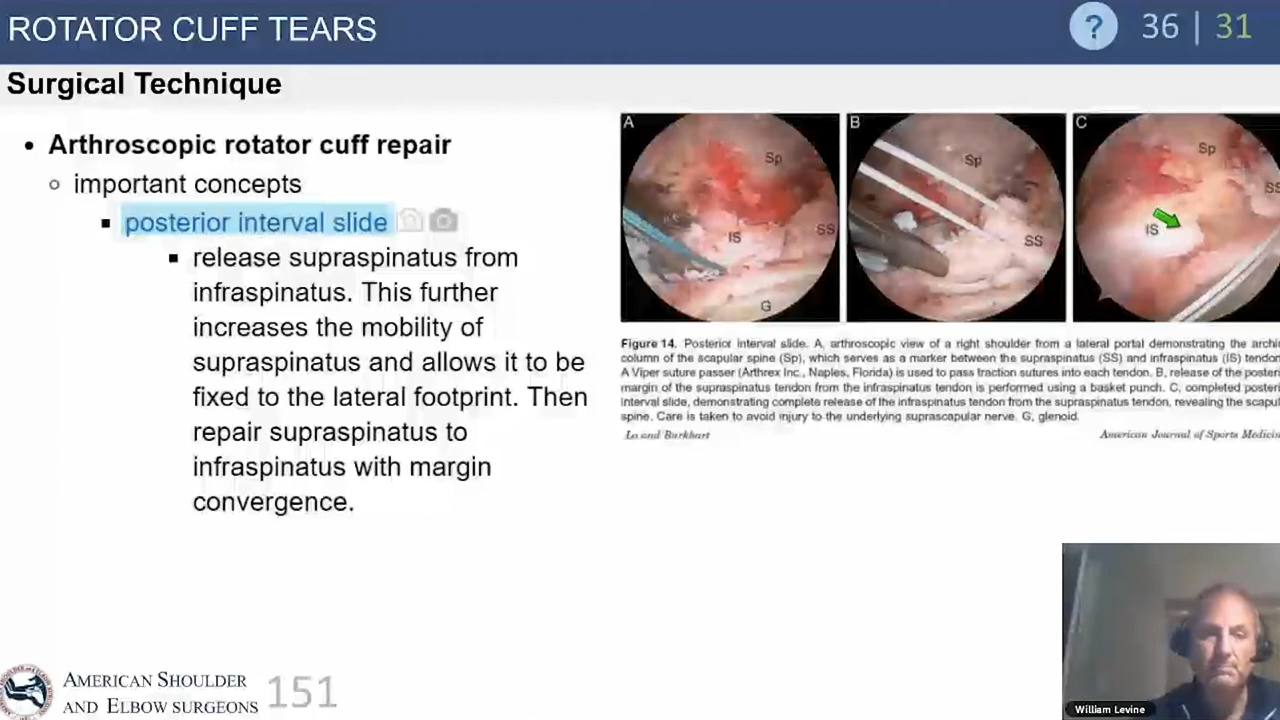 ROTATOR CUFF TEARS
? 36 | 31
Surgical Technique
• Arthroscopic rotator cuff repair
important concepts
posterior interval slide
release supraspinatus from
infraspinatus. This further
increases the mobility of
supraspinatus and allows it to be
fixed to the lateral footprint. Then
repair supraspinatus to
infraspinatus with margin
convergence.
A
Sp
IS
SS
G
B
Sp
SS
C
Sp
SS
IS
Figure 14. Posterior interval slide. A, arthroscopic view of a right shoulder from a lateral portal demonstrating the
column of the scapular spine (Sp), which serves as a marker between the supraspinatus (SS) and infraspinatus (IS)
A Viper suture passer (Arthrex Inc., Naples, Florida) is used to pass traction sutures into each tendon. B, release of the
margin of the supraspinatus tendon from the infraspinatus tendon is performed using a basket punch. C, completed
interval slide, demonstrating complete release of the infraspinatus tendon from the supraspinatus tendon, revealing the
spine. Care is taken to avoid injury to the underlying suprascapular nerve. G, glenoid.
Lo and Burkhart
American Journal of Sports
AMERICAN SHOULDER
AND ELBOW SURGEONS
151
William Levine